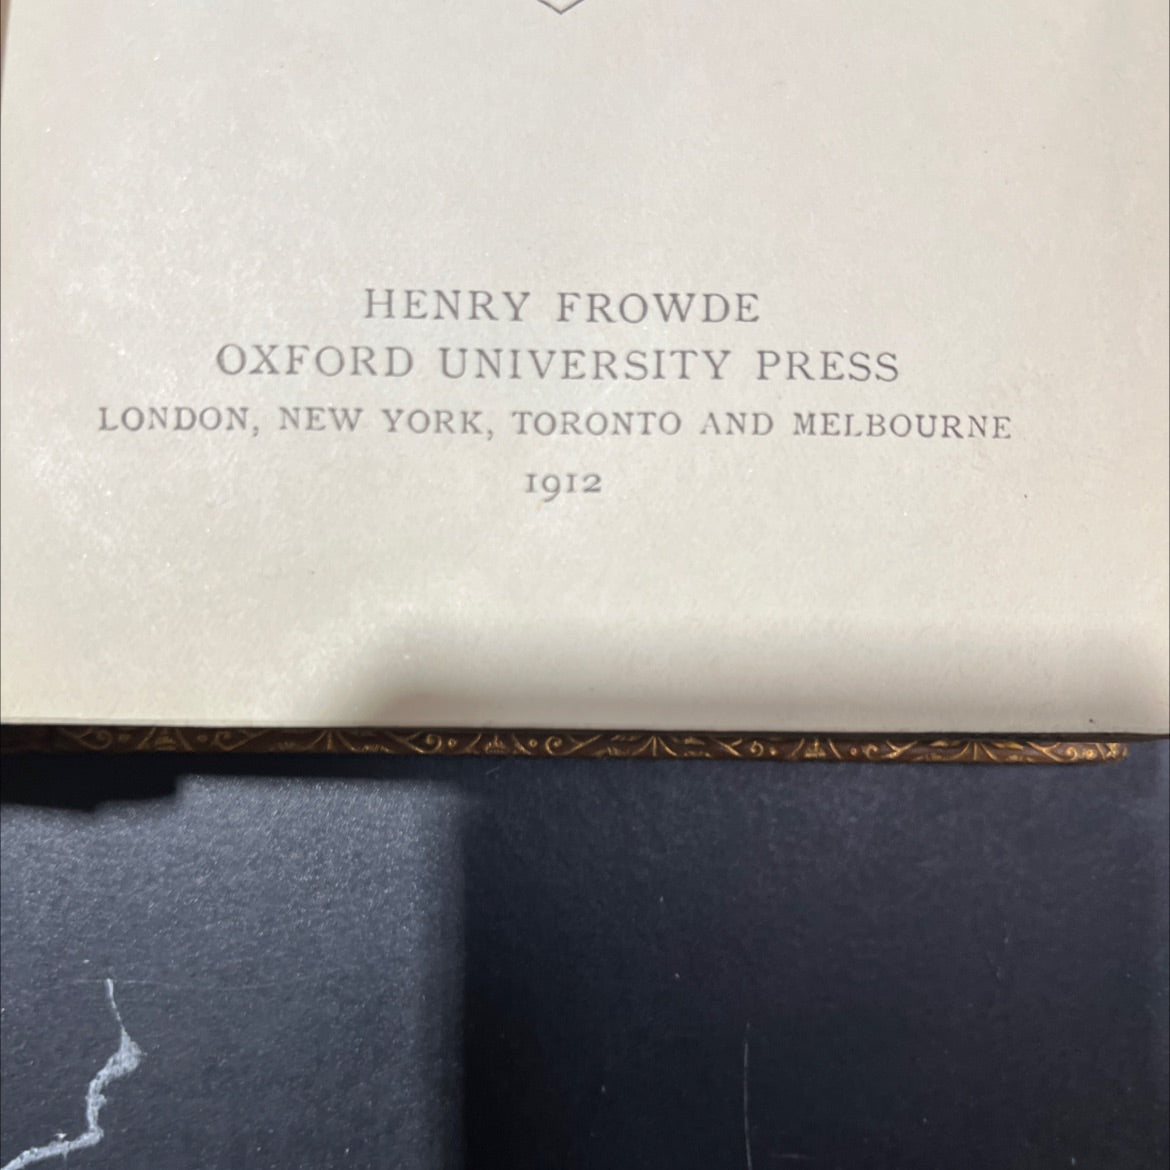 HENRY FROWDE
OXFORD UNIVERSITY PRESS
LONDON, NEW YORK, TORONTO AND MELBOURNE
1912